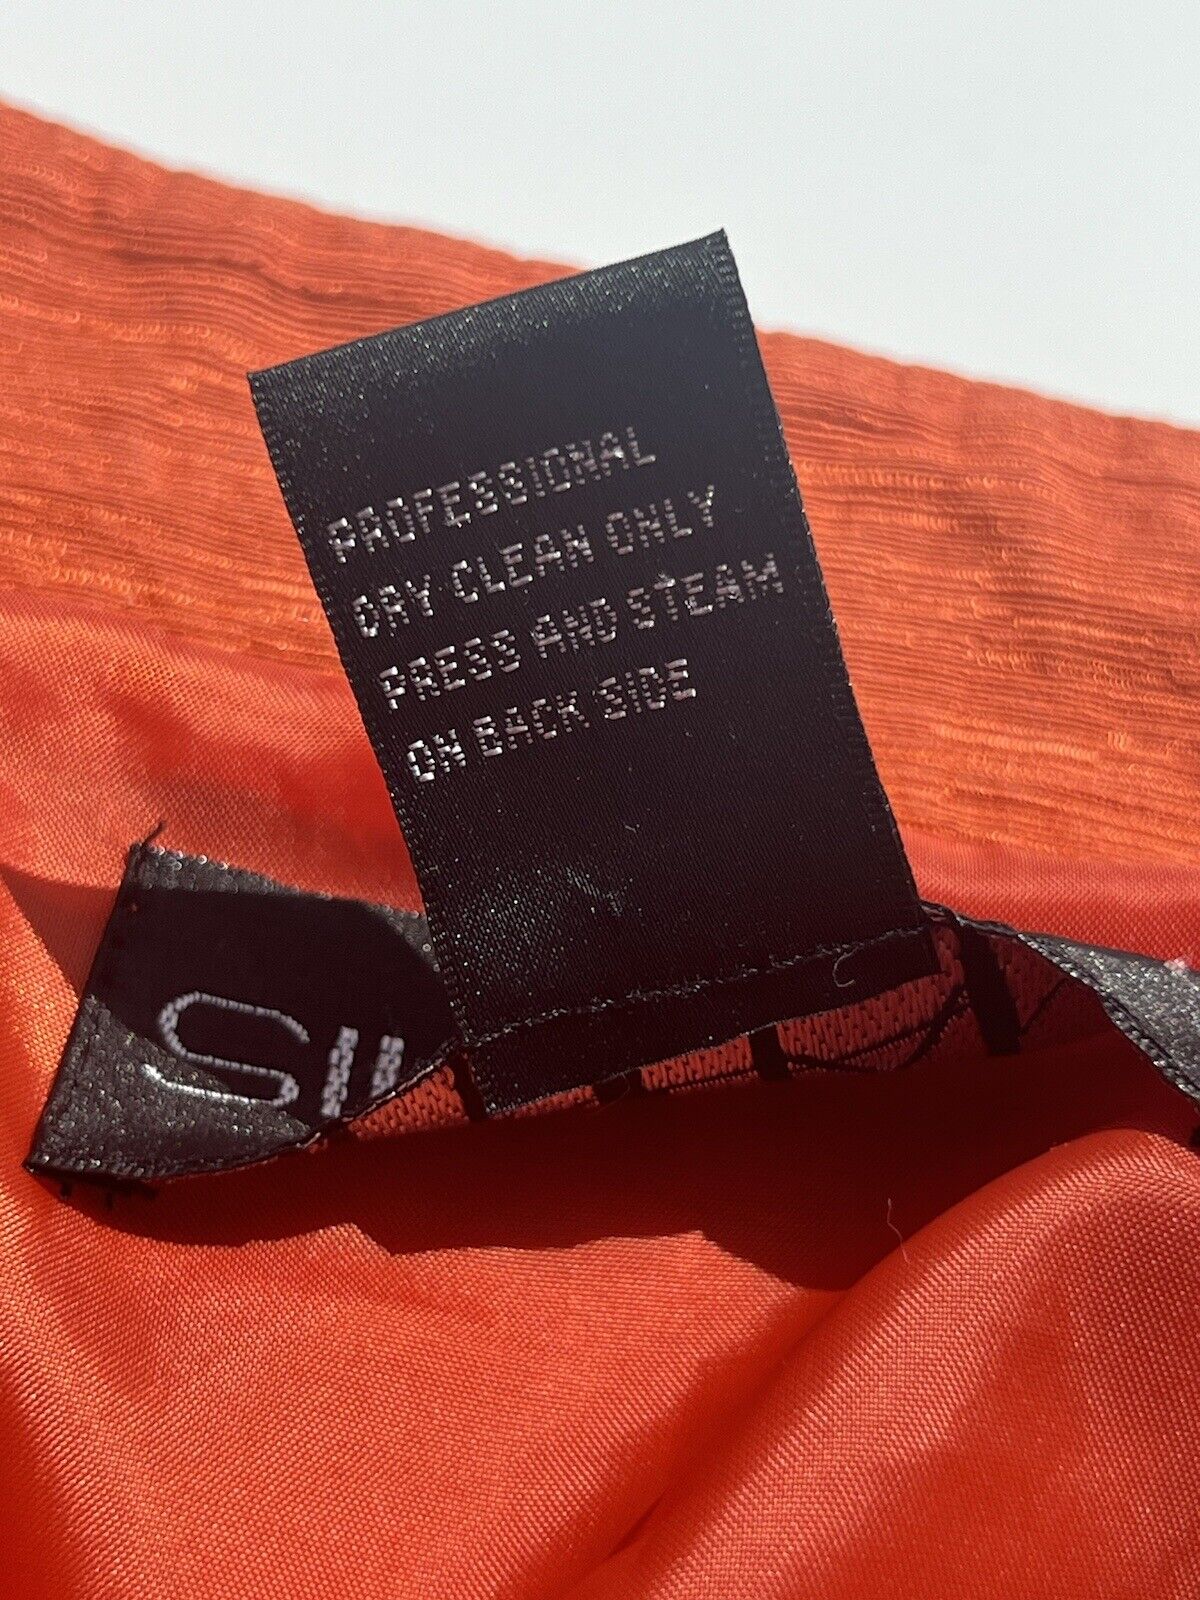 PROFESSIONAL
DRY CLEAN ONLY
PRESS AND STEAM
ON BACK SIDE